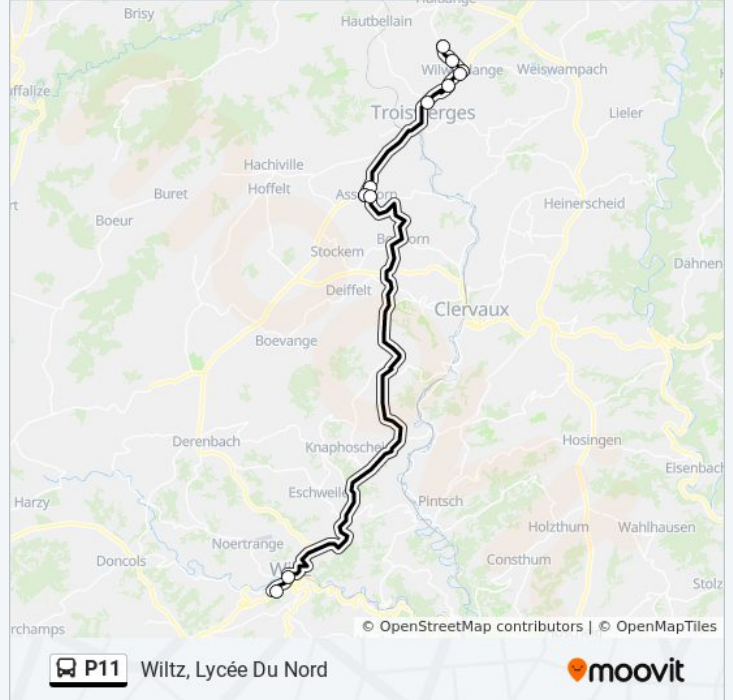 Brisy
Hautbellain
Wilwerdange
Weiswampach
Troisvierges
Lieler
Hachiville
Hoffelt
Buret
Asselborn
Heinerscheid
Boeur
Stockem
Boxhorn
Dahnen
Deiffelt
Clervaux
Boevange
Derenbach
Knaphoscheid
Hosingen
Eisenbach
Eschweiler
Harzy
Pintsch
Holzthum
Wahlhausen
Noertrange
Doncols
Consthum
Wiltz
Stolz
rchamps
© OpenStreetMap contributors | © OpenMapTiles
P11 Wiltz, Lycée Du Nord
moovit